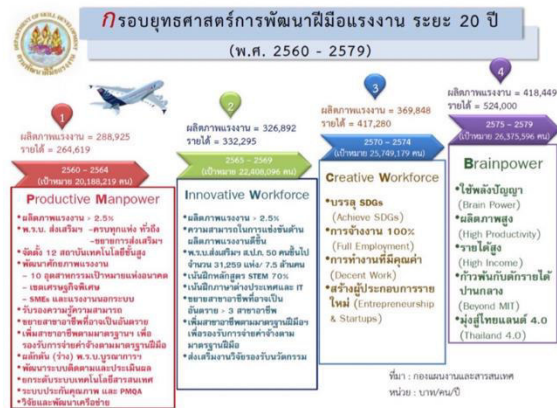 กรอบยุทธศาสตร์การพัฒนาฝีมือแรงงาน ระยะ 20 ปี
(พ.ศ. 2560 - 2579)
1
ผลิตภาพแรงงาน = 288,925
รายได้ = 264,619
2560 – 2564
(เป้าหมาย 20,188,219 คน)
Productive Manpower
•ผลิตภาพแรงงาน > 2.5%
•พ.ร.บ. ส่งเสริมฯ -ครบทุกแห่ง ทั่วถึง
-ขยายการส่งเสริมฯ
•จัดตั้ง 12 สถาบันเทคโนโลยีชั้นสูง
•พัฒนาศักยภาพแรงงาน
- 10 อุตสาหกรรมเป้าหมายแห่งอนาคต
- เขตเศรษฐกิจพิเศษ
- SMEs และแรงงานนอกระบบ
•รับรองความรู้ความสามารถ
•ขยายสาขาอาชีพที่อาจเป็นอันตราย
•เพิ่มสาขาอาชีพตามมาตรฐานฯ เพื่อ
รองรับการจ่ายค่าจ้างตามมาตรฐานฝีมือ
•ผลักดัน (ร่าง) พ.ร.บ.บูรณาการฯ
•พัฒนาระบบติดตามและประเมินผล
•ยกระดับระบบเทคโนโลยีสารสนเทศ
•ระบบประกันคุณภาพ และ PMQA
•วิจัยและพัฒนาเครือข่าย
2
ผลิตภาพแรงงาน = 326,892
รายได้ = 332,295
2565 – 2569
(เป้าหมาย 22,408,096 คน)
Innovative Workforce
•ผลิตภาพแรงงาน > 2.5%
•ความสามารถในการแข่งขันด้าน
ผลิตภาพแรงงานดีขึ้น
•พ.ร.บ.ส่งเสริมฯ ส.ป.ก. 50 คนขึ้นไป
จำนวน 31,259 แห่ง/ 7.5 ล้านคน
•เน้นฝึกหลักสูตร STEM 70%
•เน้นฝึกภาษาต่างประเทศและ IT
•ขยายสาขาอาชีพที่อาจเป็น
อันตราย > 3 สาขาอาชีพ
•เพิ่มสาขาอาชีพตามมาตรฐานฝีมือฯ
เพื่อรองรับการจ่ายค่าจ้างตาม
มาตรฐานฝีมือ
•ส่งเสริมงานวิจัยรองรับนวัตกรรม
3
ผลิตภาพแรงงาน = 369,848
รายได้ = 417,280
2570 – 2574
(เป้าหมาย 25,749,179 คน)
Creative Workforce
•บรรลุ SDGs
(Achieve SDGs)
•การจ้างงาน 100%
(Full Employment)
•การทำงานที่มีคุณค่า
(Decent Work)
•สร้างผู้ประกอบการราย
ใหม่ (Entrepreneurship
& Startups)
4
ผลิตภาพแรงงาน = 418,449
รายได้ = 524,000
2575 – 2579
(เป้าหมาย 26,375,596 คน)
Brainpower
•ใช้พลังปัญญา
(Brain Power)
•ผลิตภาพสูง
(High Productivity)
•รายได้สูง
(High Income)
•ก้าวพ้นกับดักรายได้
ปานกลาง
(Beyond MIT)
•มุ่งสู่ไทยแลนด์ 4.0
(Thailand 4.0)
ที่มา : กองแผนงานและสารสนเทศ
หน่วย : บาท/คน/ปี